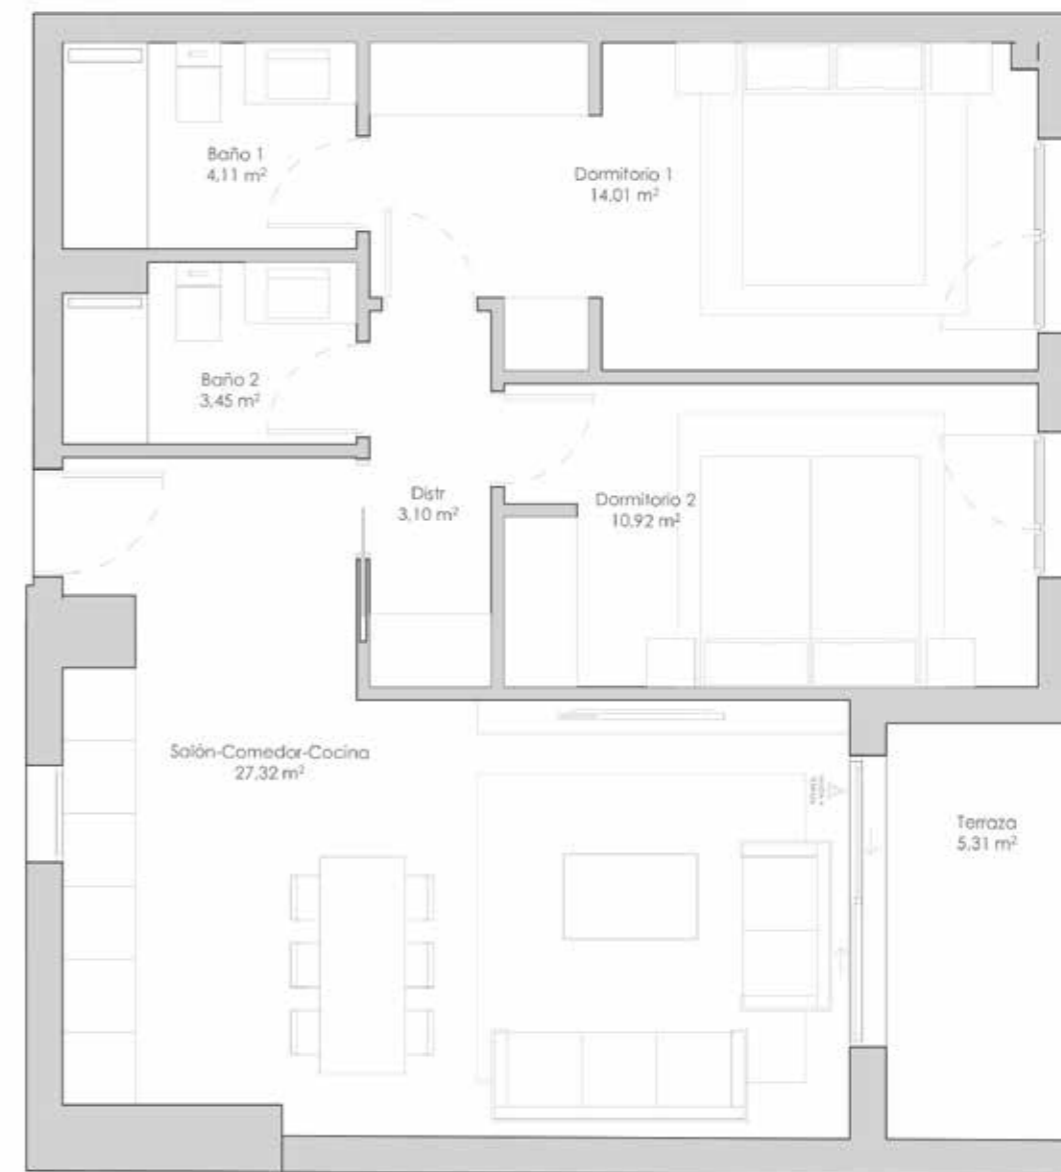 Baño 1
4,11 m²
Dormitorio 1
14,01 m²
Baño 2
3,45 m²
Distr
3,10 m²
Dormitorio 2
10,92 m²
Salón-Comedor-Cocina
27,32 m²
Terraza
5,31 m²